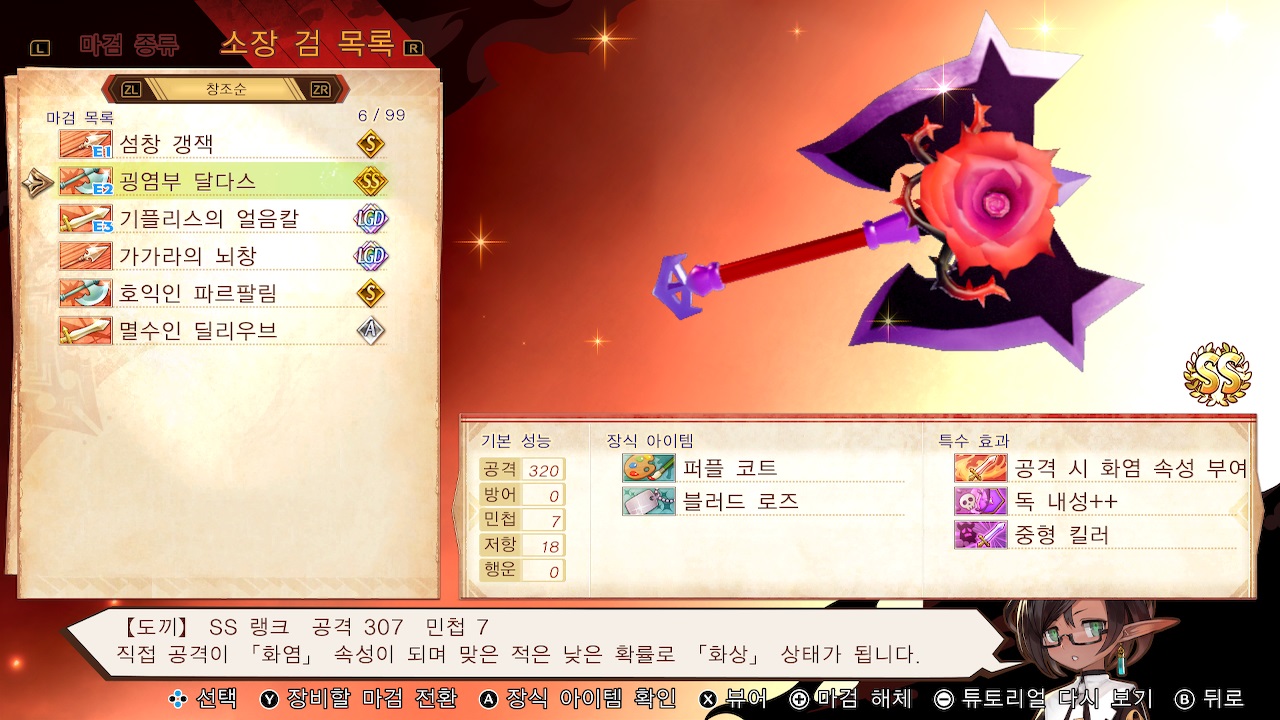 L 마검 종류 소장 검 목록 R
ZL 창조순 ZR
마검 목록 6 / 99
E1 섬창 갱잭 S
E2 굉염부 달다스 SS
E3 기플리스의 얼음칼 LGD
가가라의 뇌창 LGD
호익인 파르팔림 S
멸수인 딜리우브 A
SS
기본 성능 장식 아이템 특수 효과
공격 320 퍼플 코트 공격 시 화염 속성 부여
방어 0 블러드 로즈 독 내성++
민첩 7 중형 킬러
저항 18
행운 0
【도끼】 SS 랭크 공격 307 민첩 7
직접 공격이 「화염」 속성이 되며 맞은 적은 낮은 확률로 「화상」 상태가 됩니다.
선택 Y 장비할 마검 전환 A 장식 아이템 확인 X 뷰어 + 마검 해체 - 튜토리얼 다시 보기 B 뒤로